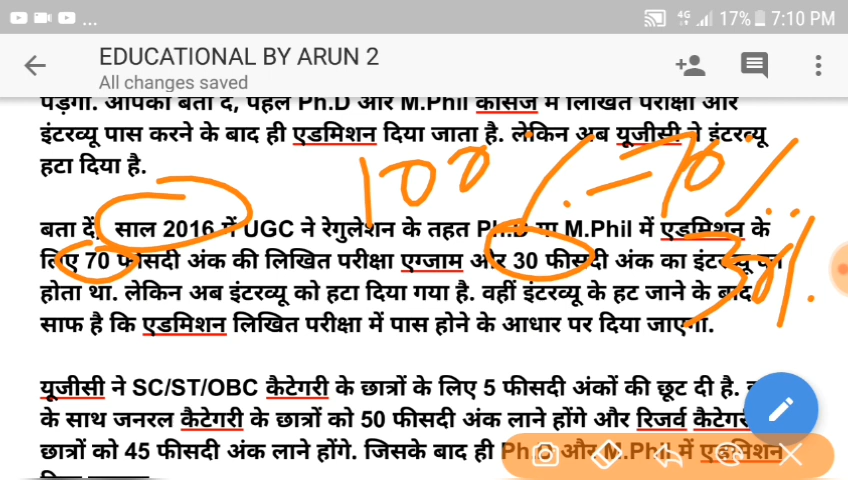 ... 4G 17% 7:10 PM
EDUCATIONAL BY ARUN 2
All changes saved
पड़ेगी. आपको बता दें, पहले Ph.D और M.Phil कोर्सेज में लिखित परीक्षा और
इंटरव्यू पास करने के बाद ही एडमिशन दिया जाता है. लेकिन अब यूजीसी ने इंटरव्यू
हटा दिया है.
100 % = 70%
बता दें, साल 2016 में UGC ने रेगुलेशन के तहत Ph.D या M.Phil में एडमिशन के
30%
लिए 70 फीसदी अंक की लिखित परीक्षा एग्जाम और 30 फीसदी अंक का इंटरव्यू का
होता था. लेकिन अब इंटरव्यू को हटा दिया गया है. वहीं इंटरव्यू के हट जाने के बाद
साफ है कि एडमिशन लिखित परीक्षा में पास होने के आधार पर दिया जाएगा.
यूजीसी ने SC/ST/OBC कैटेगरी के छात्रों के लिए 5 फीसदी अंकों की छूट दी है.
के साथ जनरल कैटेगरी के छात्रों को 50 फीसदी अंक लाने होंगे और रिजर्व कैटेगरी
छात्रों को 45 फीसदी अंक लाने होंगे. जिसके बाद ही Ph.D और M.Phil में एडमिशन